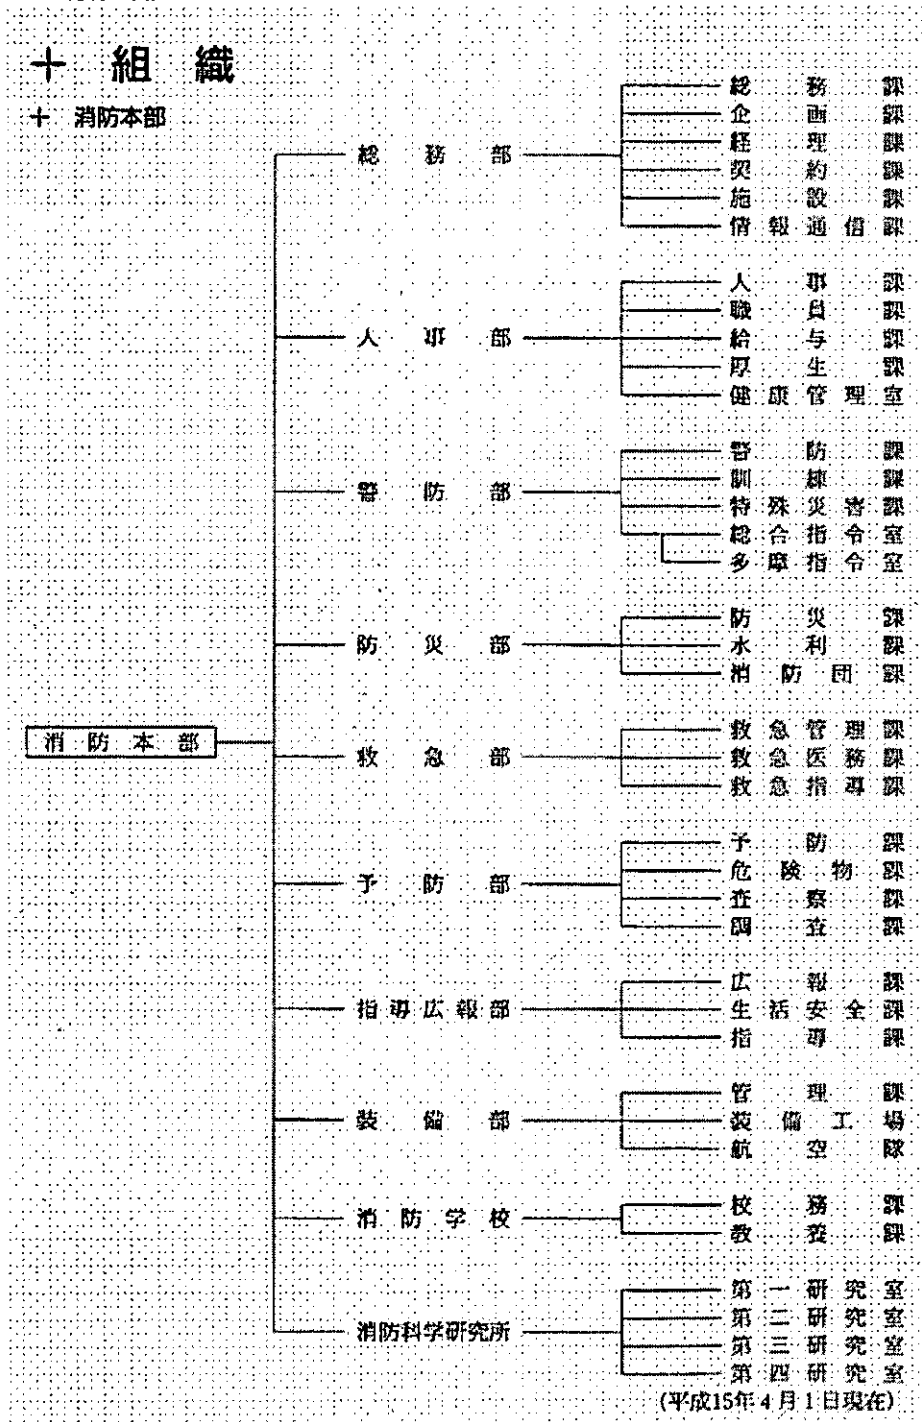 十 組織
十 消防本部
消防本部
総務部
総務課
企画課
経理課
契約課
施設課
情報通信課
人事部
人事課
職員課
給与課
厚生課
健康管理室
警防部
警防課
訓練課
特殊災害課
総合指令室
多摩指令室
防災部
防災課
水利課
消防団課
救急部
救急管理課
救急医務課
救急指導課
予防部
予防課
危険物課
査察課
調査課
指導広報部
広報課
生活安全課
指導課
装備部
管理課
装備工場
航空隊
消防学校
校務課
教養課
消防科学研究所
第一研究室
第二研究室
第三研究室
第四研究室
(平成15年4月1日現在)